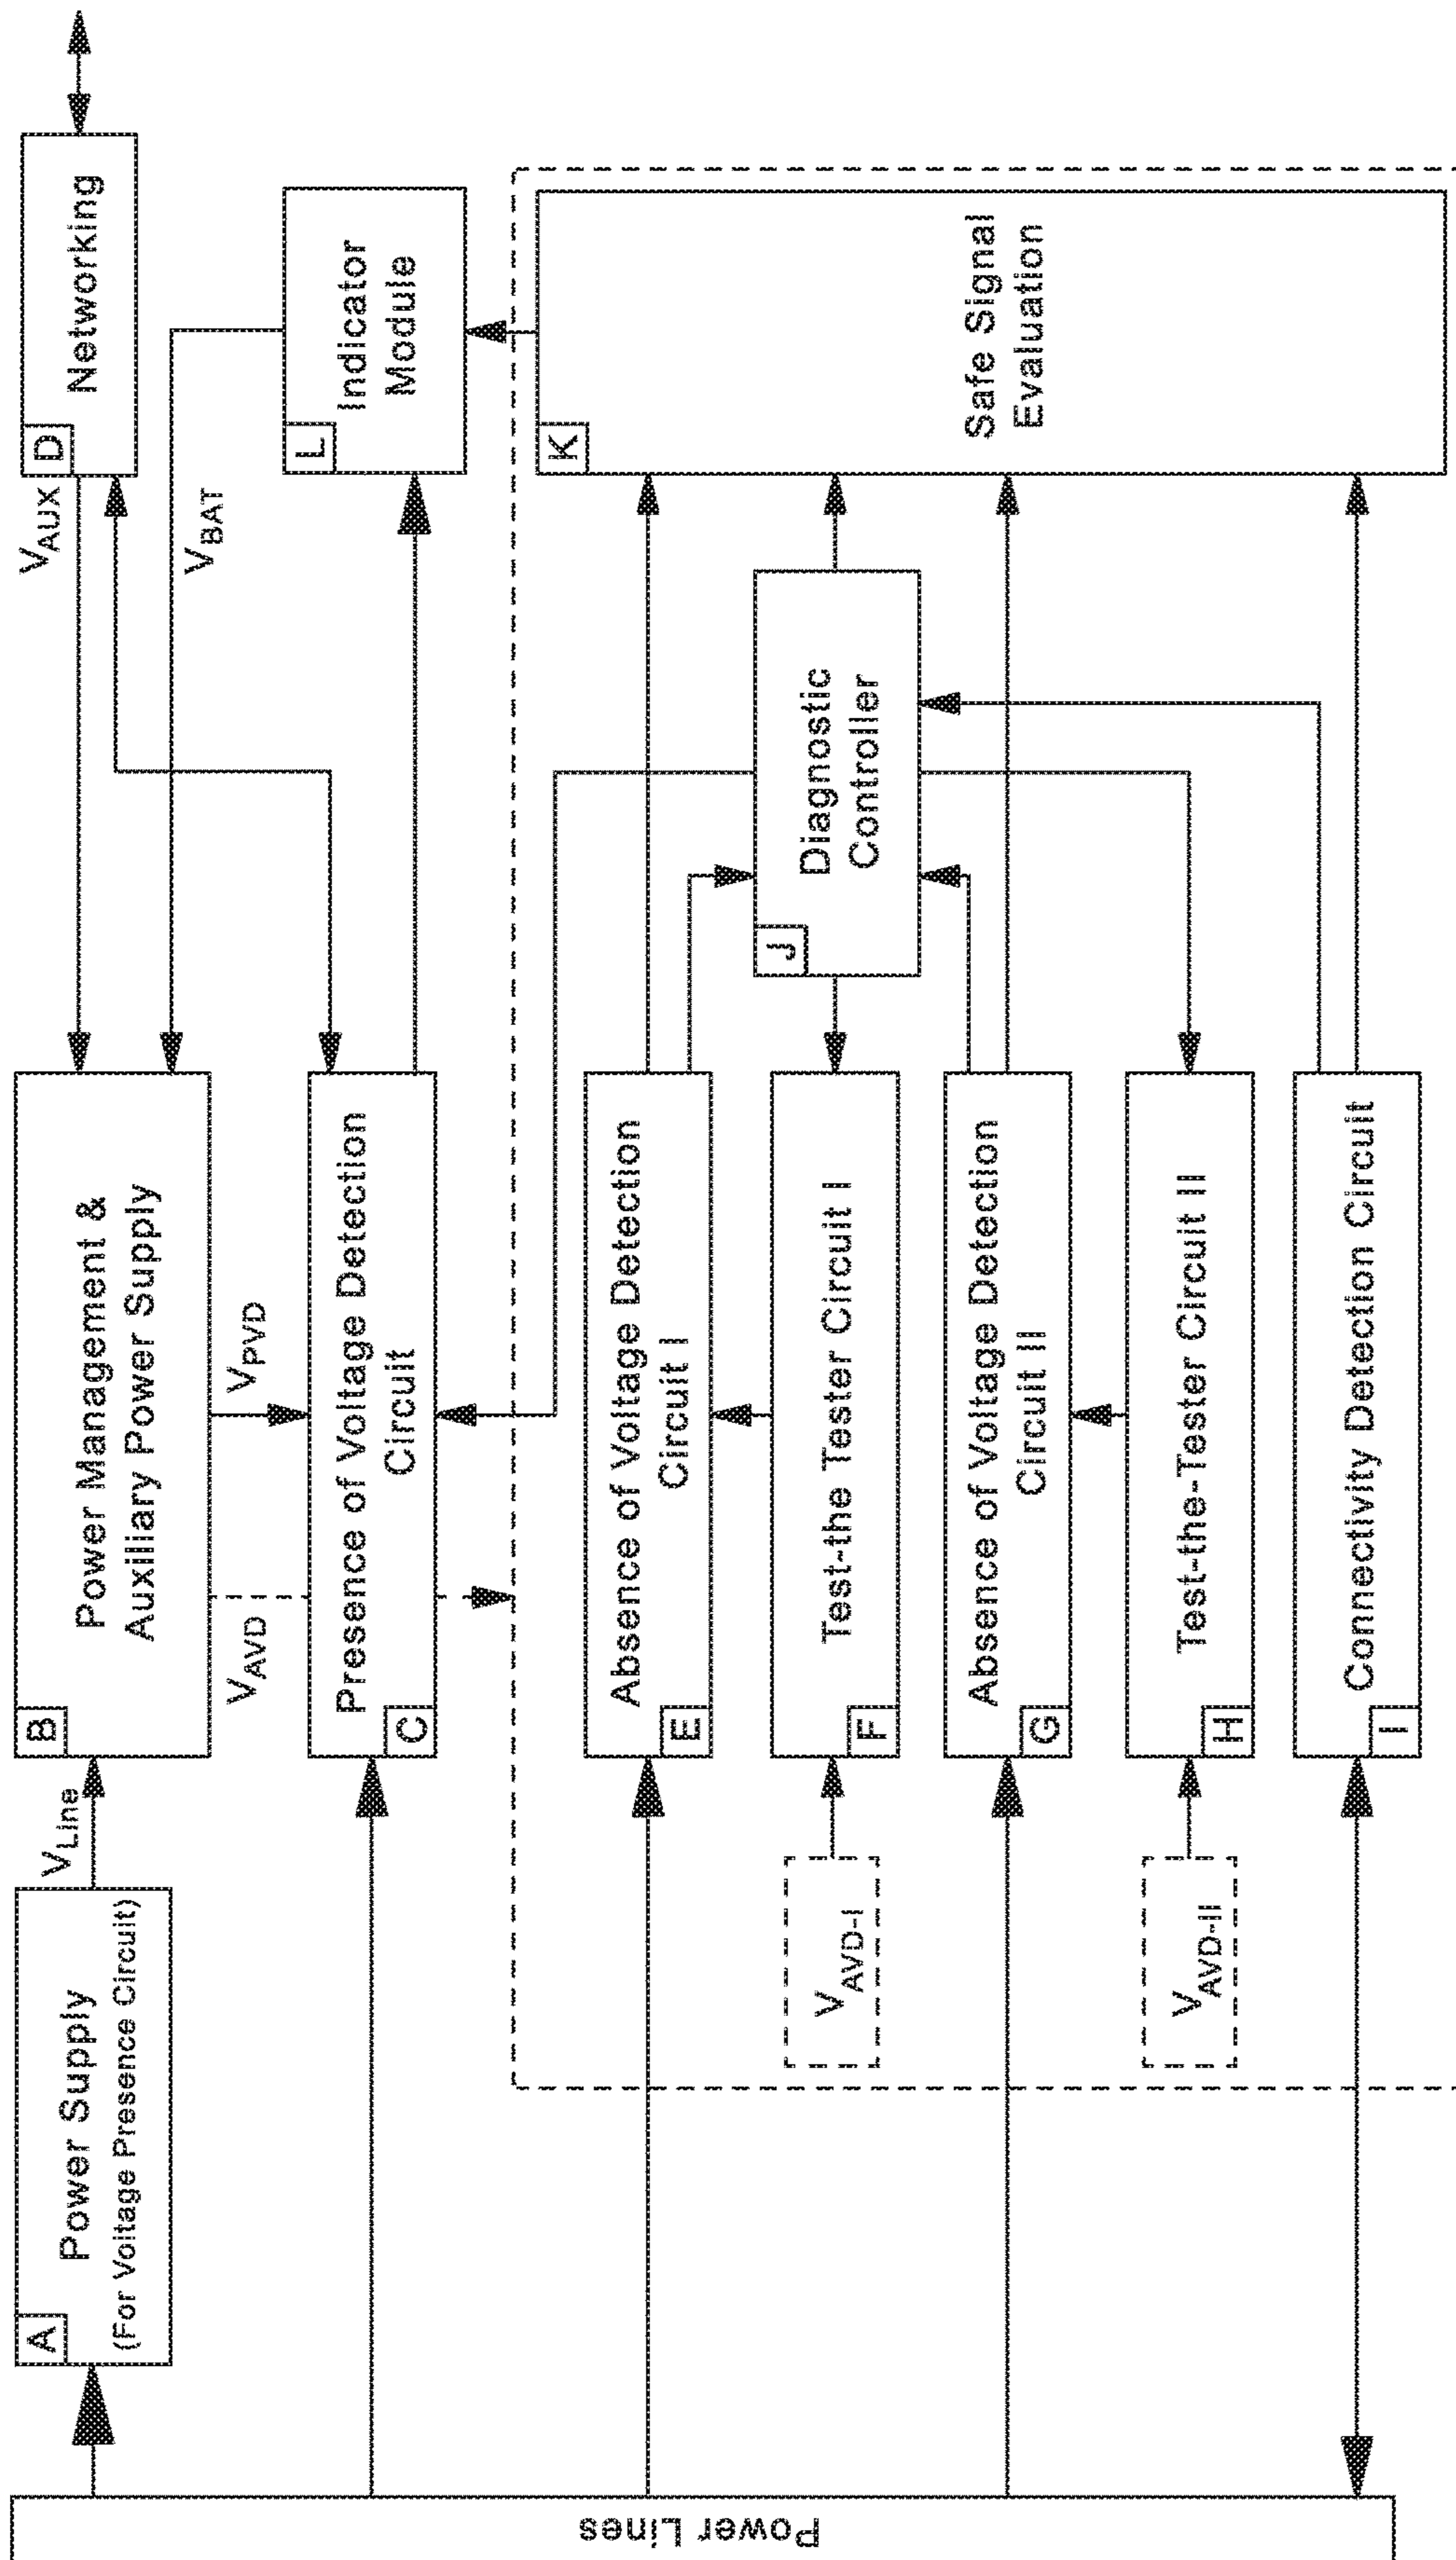 A
Power Supply
(For Voltage Presence Circuit)
V_Line
B
Power Management &
Auxiliary Power Supply
V_AUX
D
Networking
V_BAT
V_AVD
V_PVD
C
Presence of Voltage Detection
Circuit
L
Indicator
Module
E
Absence of Voltage Detection
Circuit I
V_AVD-I
F
Test-the Tester Circuit I
J
Diagnostic
Controller
K
Safe Signal
Evaluation
G
Absence of Voltage Detection
Circuit II
V_AVD-II
H
Test-the-Tester Circuit II
I
Connectivity Detection Circuit
Power Lines